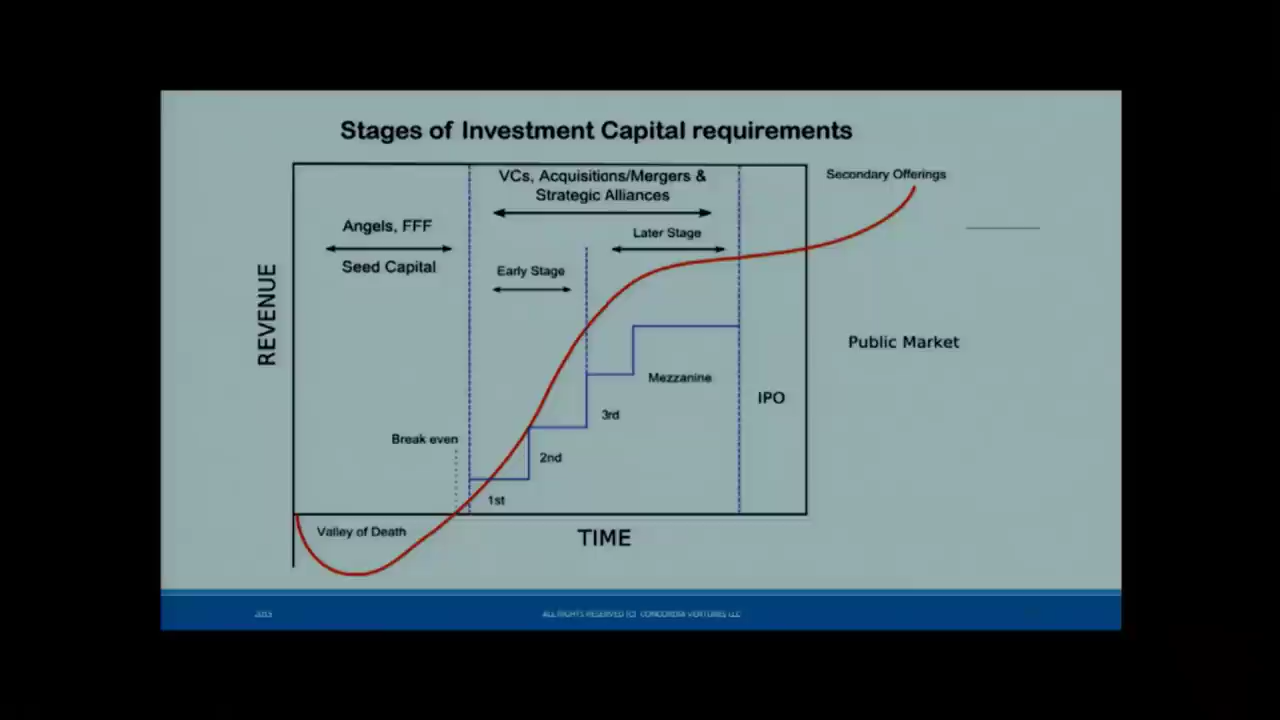 Stages of Investment Capital requirements
VCs, Acquisitions/Mergers &
Strategic Alliances
Secondary Offerings
Angels, FFF
Seed Capital
Later Stage
Early Stage
REVENUE
Public Market
Mezzanine
IPO
3rd
Break even
2nd
1st
Valley of Death
TIME
2015
ALL RIGHTS RESERVED (C) CONCORDIA VENTURES LLC